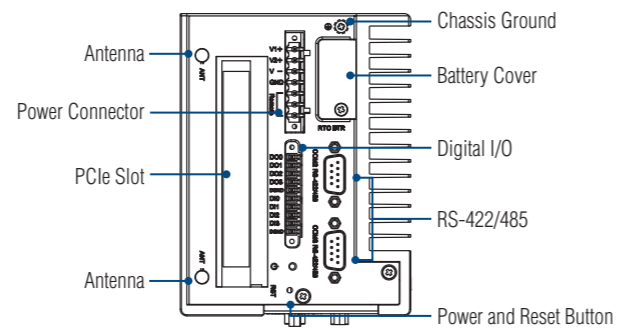 Chassis Ground
Antenna
ANT
V1+
V2+
V -
GND
Battery Cover
Power Connector
RTC BTR
Digital I/O
PCIe Slot
DO0
DO1
DO2
DO3
DI0
DI1
DI2
DI3
RS-422/485
ANT
Antenna
RST
Power and Reset Button